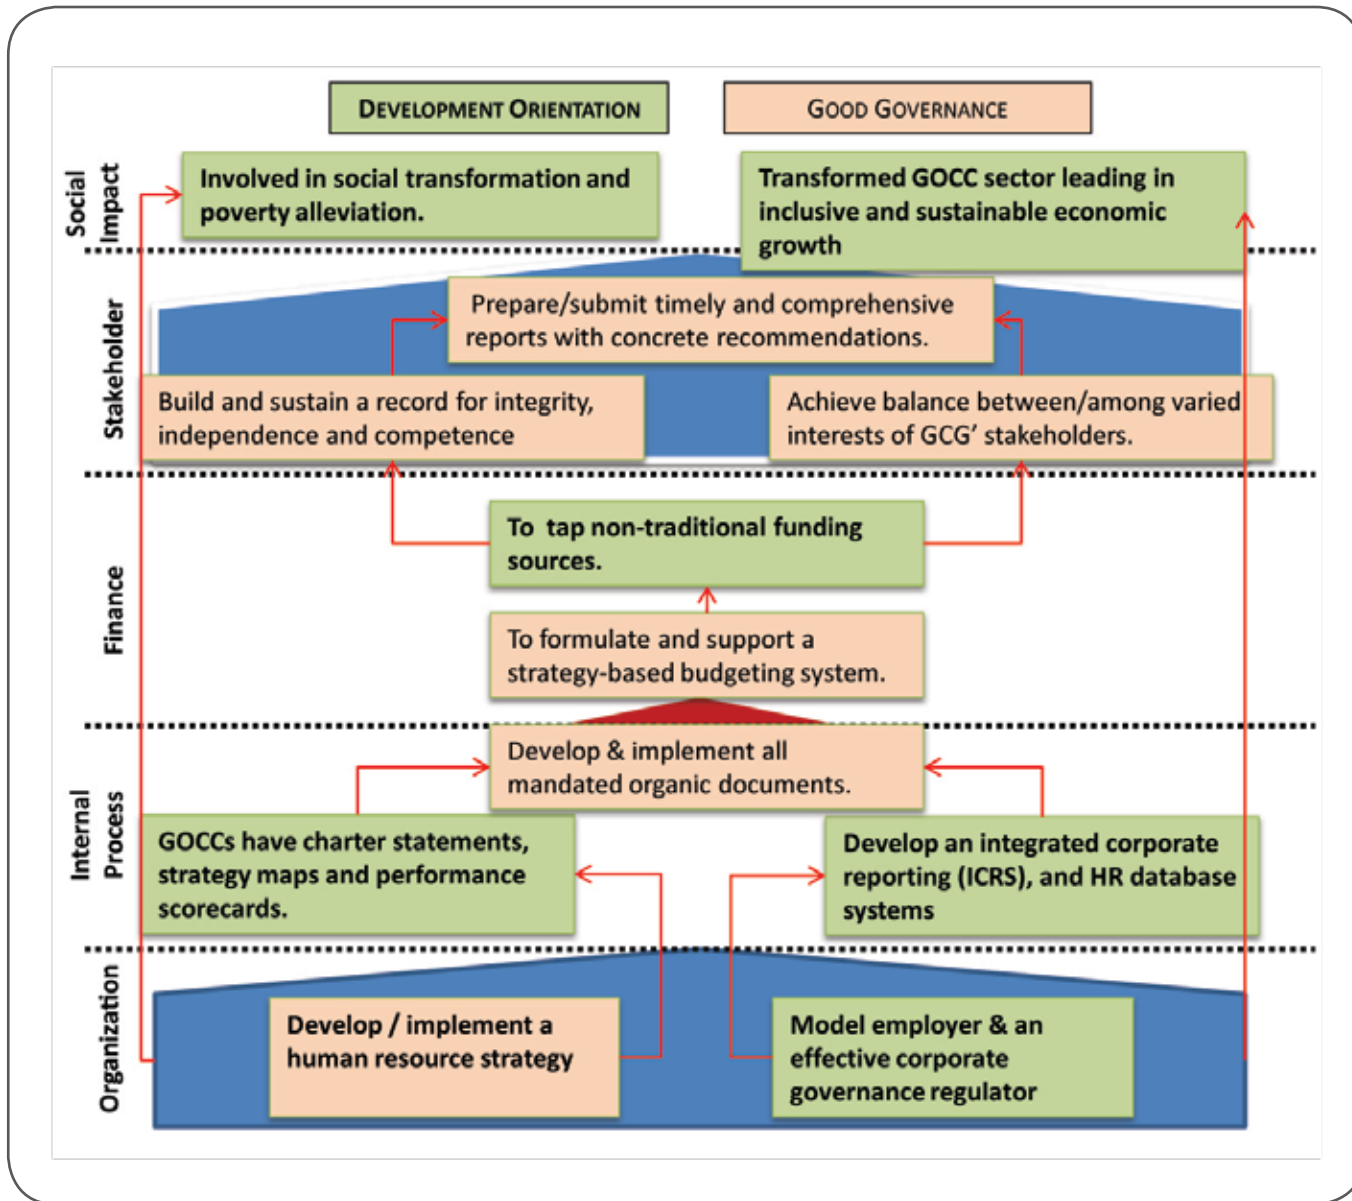 DEVELOPMENT ORIENTATION
GOOD GOVERNANCE
Social
Impact
Involved in social transformation and
poverty alleviation.
Transformed GOCC sector leading in
inclusive and sustainable economic
growth
Stakeholder
Prepare/submit timely and comprehensive
reports with concrete recommendations.
Build and sustain a record for integrity,
independence and competence
Achieve balance between/among varied
interests of GCG' stakeholders.
Finance
To tap non-traditional funding
sources.
To formulate and support a
strategy-based budgeting system.
Internal
Process
Develop & implement all
mandated organic documents.
GOCCs have charter statements,
strategy maps and performance
scorecards.
Develop an integrated corporate
reporting (ICRS), and HR database
systems
Organization
Develop / implement a
human resource strategy
Model employer & an
effective corporate
governance regulator